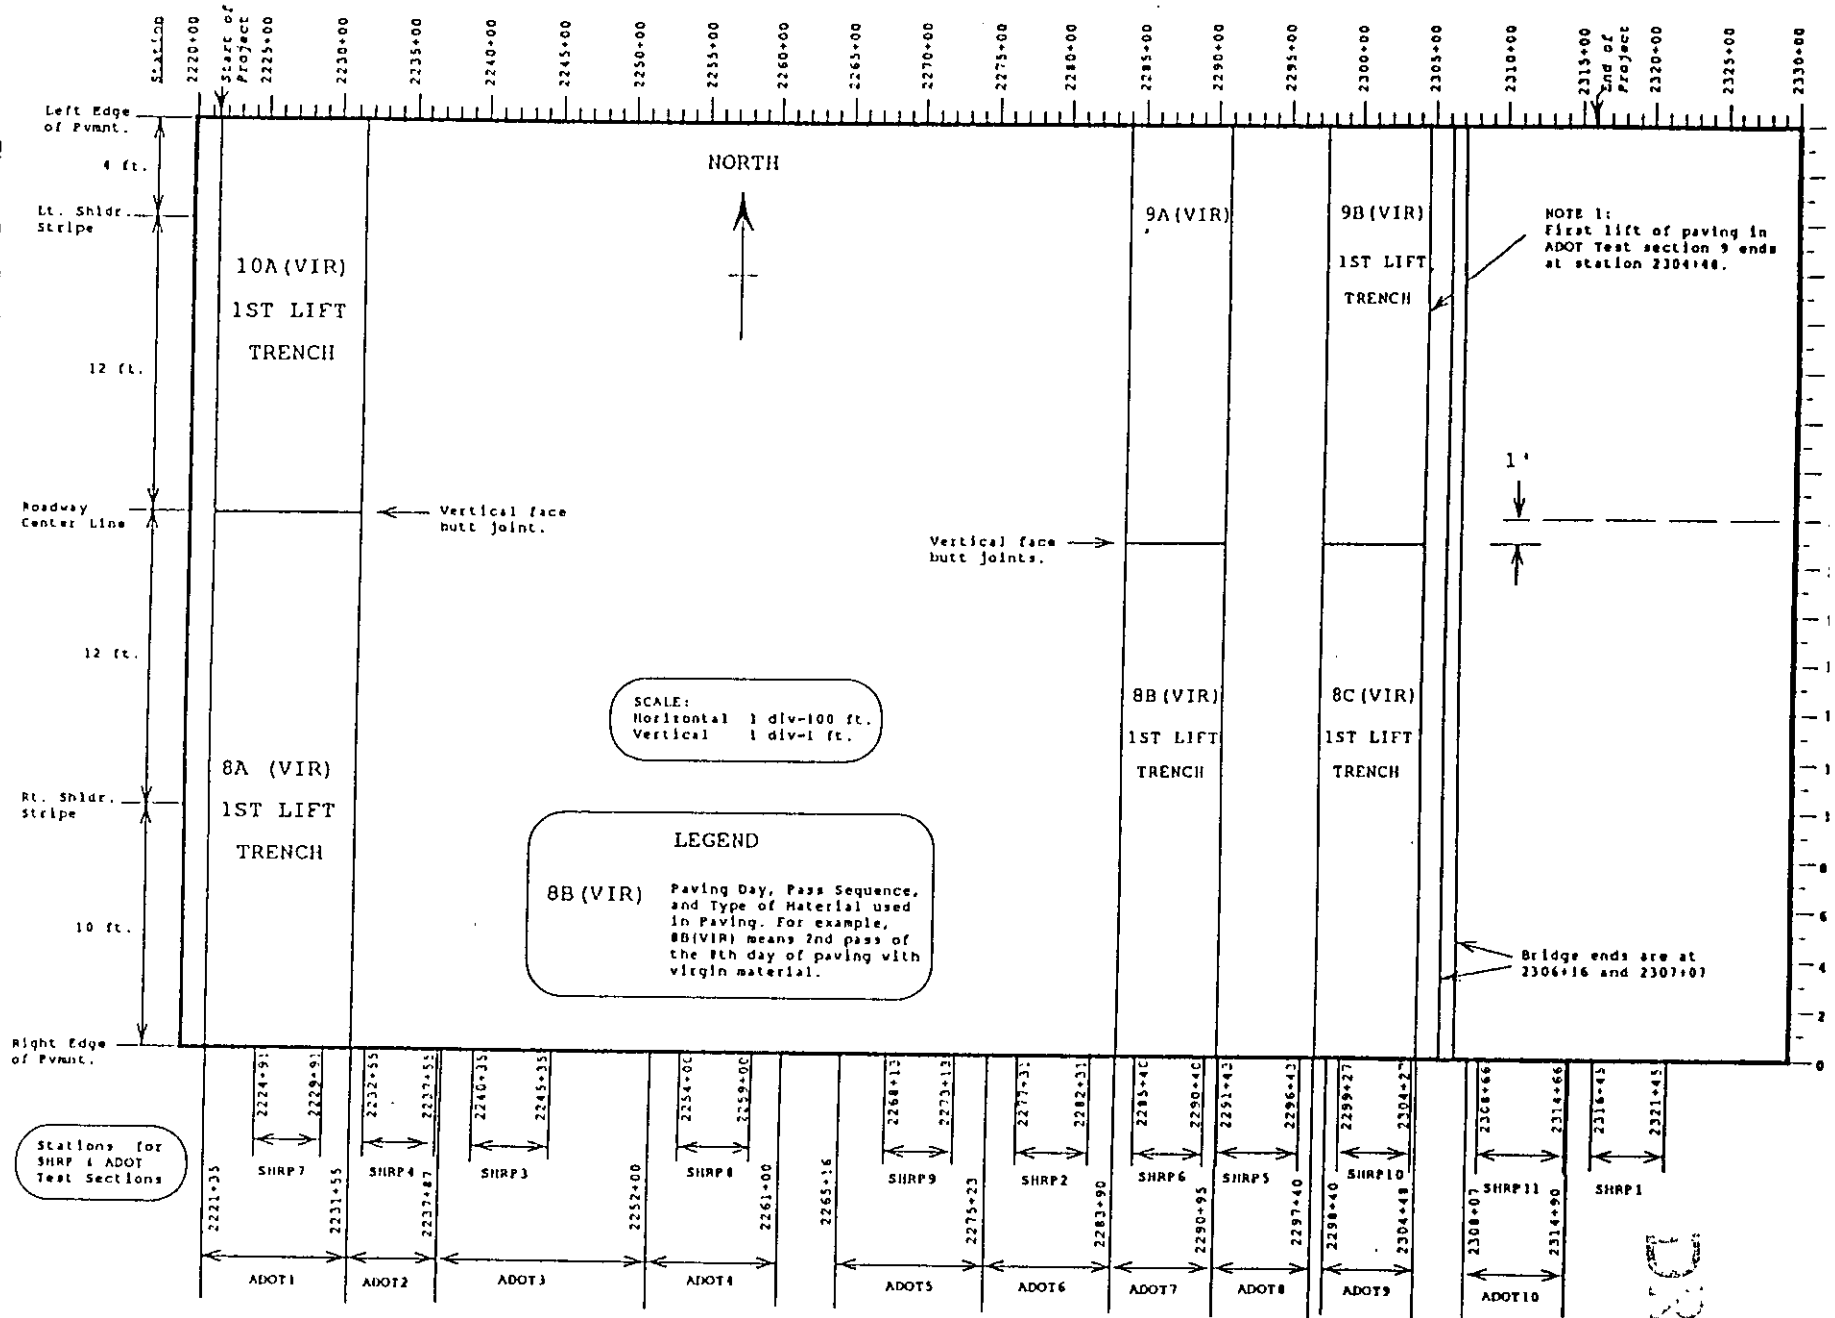 Station
2220+00
Start of Project
2225+00
2230+00
2235+00
2240+00
2245+00
2250+00
2255+00
2260+00
2265+00
2270+00
2275+00
2280+00
2285+00
2290+00
2295+00
2300+00
2305+00
2310+00
2315+00
End of Project
2320+00
2325+00
2330+00
Left Edge
of Pvmnt.
4 ft.
Lt. Shldr.
Stripe
12 ft.
Roadway
Center Line
12 ft.
Rt. Shldr.
Stripe
10 ft.
Right Edge
of Pvmnt.
NORTH
10A(VIR)
1ST LIFT
TRENCH
9A(VIR)
9B(VIR)
1ST LIFT
TRENCH
NOTE 1:
First lift of paving in
ADOT Test section 9 ends
at station 2304+48.
1'
Vertical face
butt joint.
Vertical face
butt joints.
8A (VIR)
1ST LIFT
TRENCH
SCALE:
Horizontal 1 div-100 ft.
Vertical 1 div-1 ft.
8B(VIR)
1ST LIFT
TRENCH
8C(VIR)
1ST LIFT
TRENCH
LEGEND
8B(VIR)
Paving Day, Pass Sequence,
and Type of Material used
in Paving. For example,
8B(VIR) means 2nd pass of
the 8th day of paving with
virgin material.
Bridge ends are at
2306+16 and 2307+07
8
6
4
2
0
Stations for
SHRP & ADOT
Test Sections
2224+91
2229+91
2232+55
2237+55
2240+35
2245+35
2254+00
2259+00
2268+13
2273+13
2277+31
2282+31
2285+40
2290+40
2291+43
2296+43
2299+27
2304+27
2308+66
2314+66
2316+45
2321+45
SHRP7
SHRP4
SHRP3
SHRP8
SHRP9
SHRP2
SHRP6
SHRP5
SHRP10
SHRP11
SHRP1
2221+35
2231+55
2237+87
2252+00
2261+00
2265+16
2275+23
2283+90
2290+95
2297+40
2298+40
2304+48
2308+07
2314+90
ADOT1
ADOT2
ADOT3
ADOT4
ADOT5
ADOT6
ADOT7
ADOT8
ADOT9
ADOT10